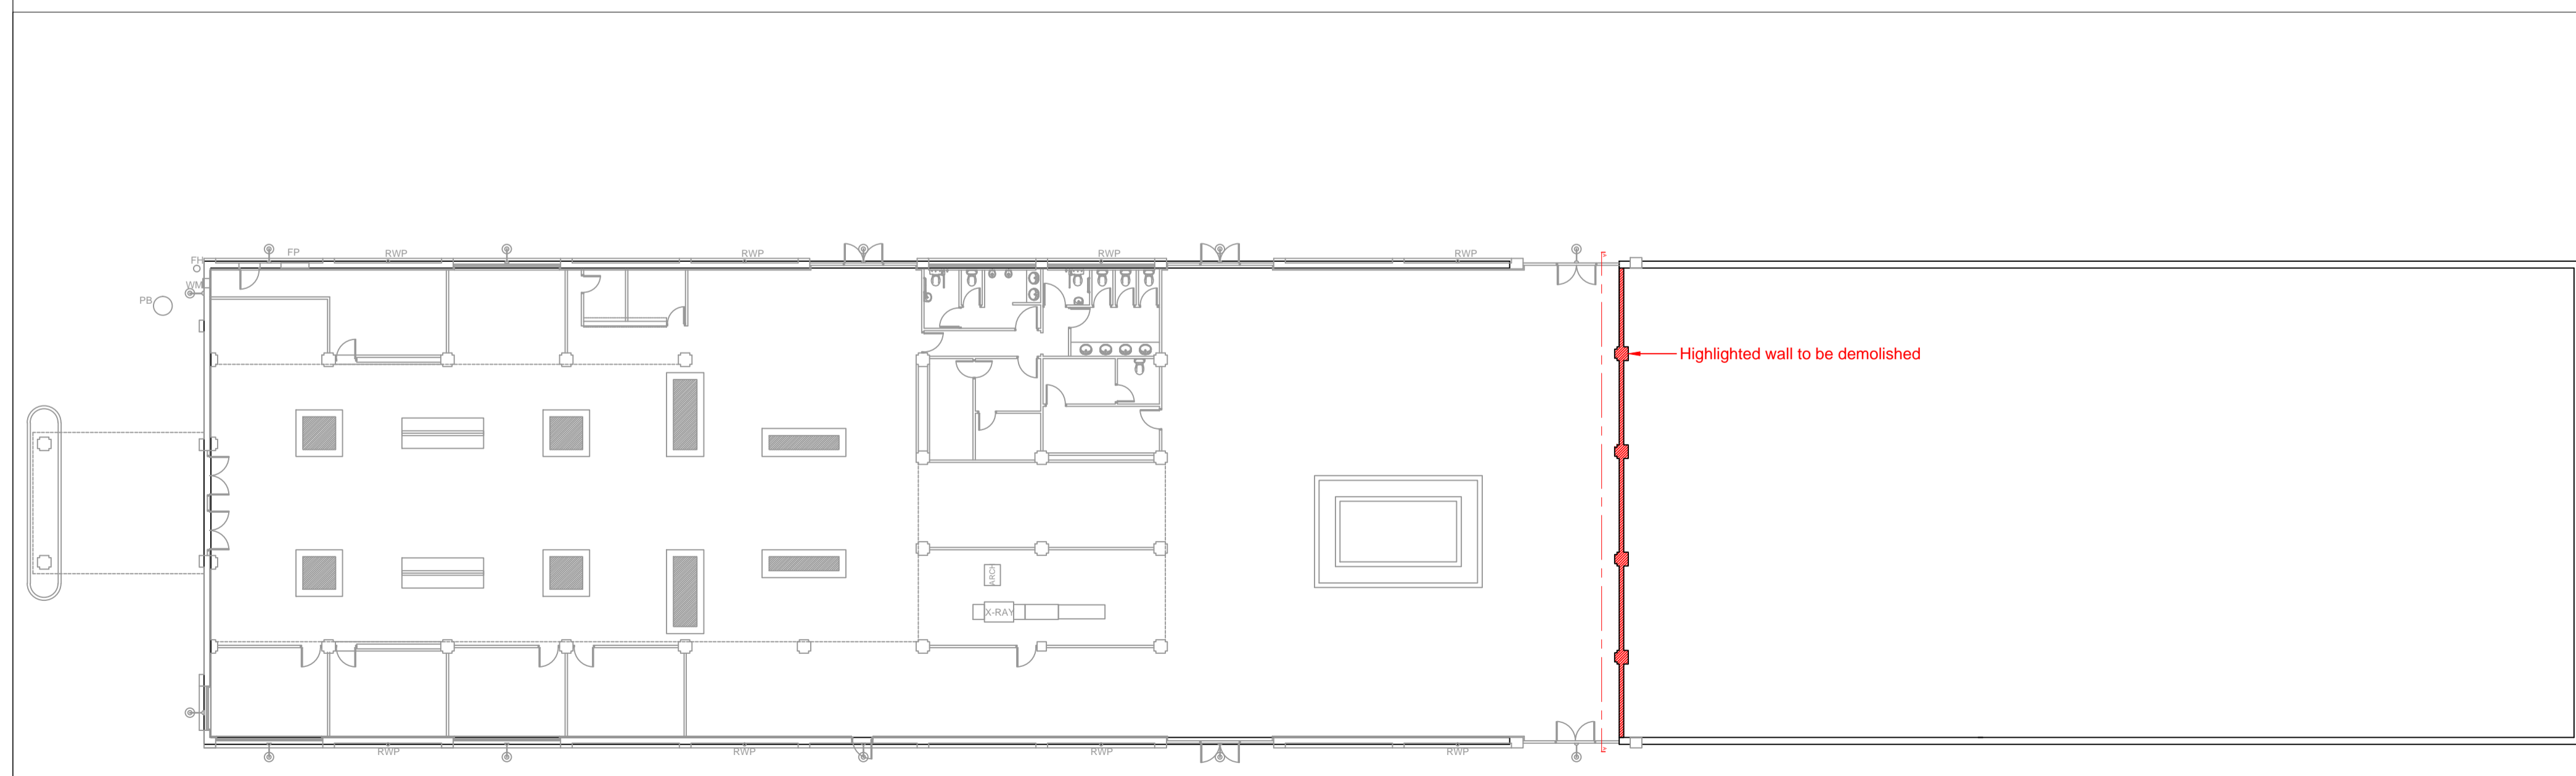 FP
RWP
RWP
RWP
RWP
FH
WM
PB
Highlighted wall to be demolished
ARCH
X-RAY
RWP
RWP
RWP
RWP